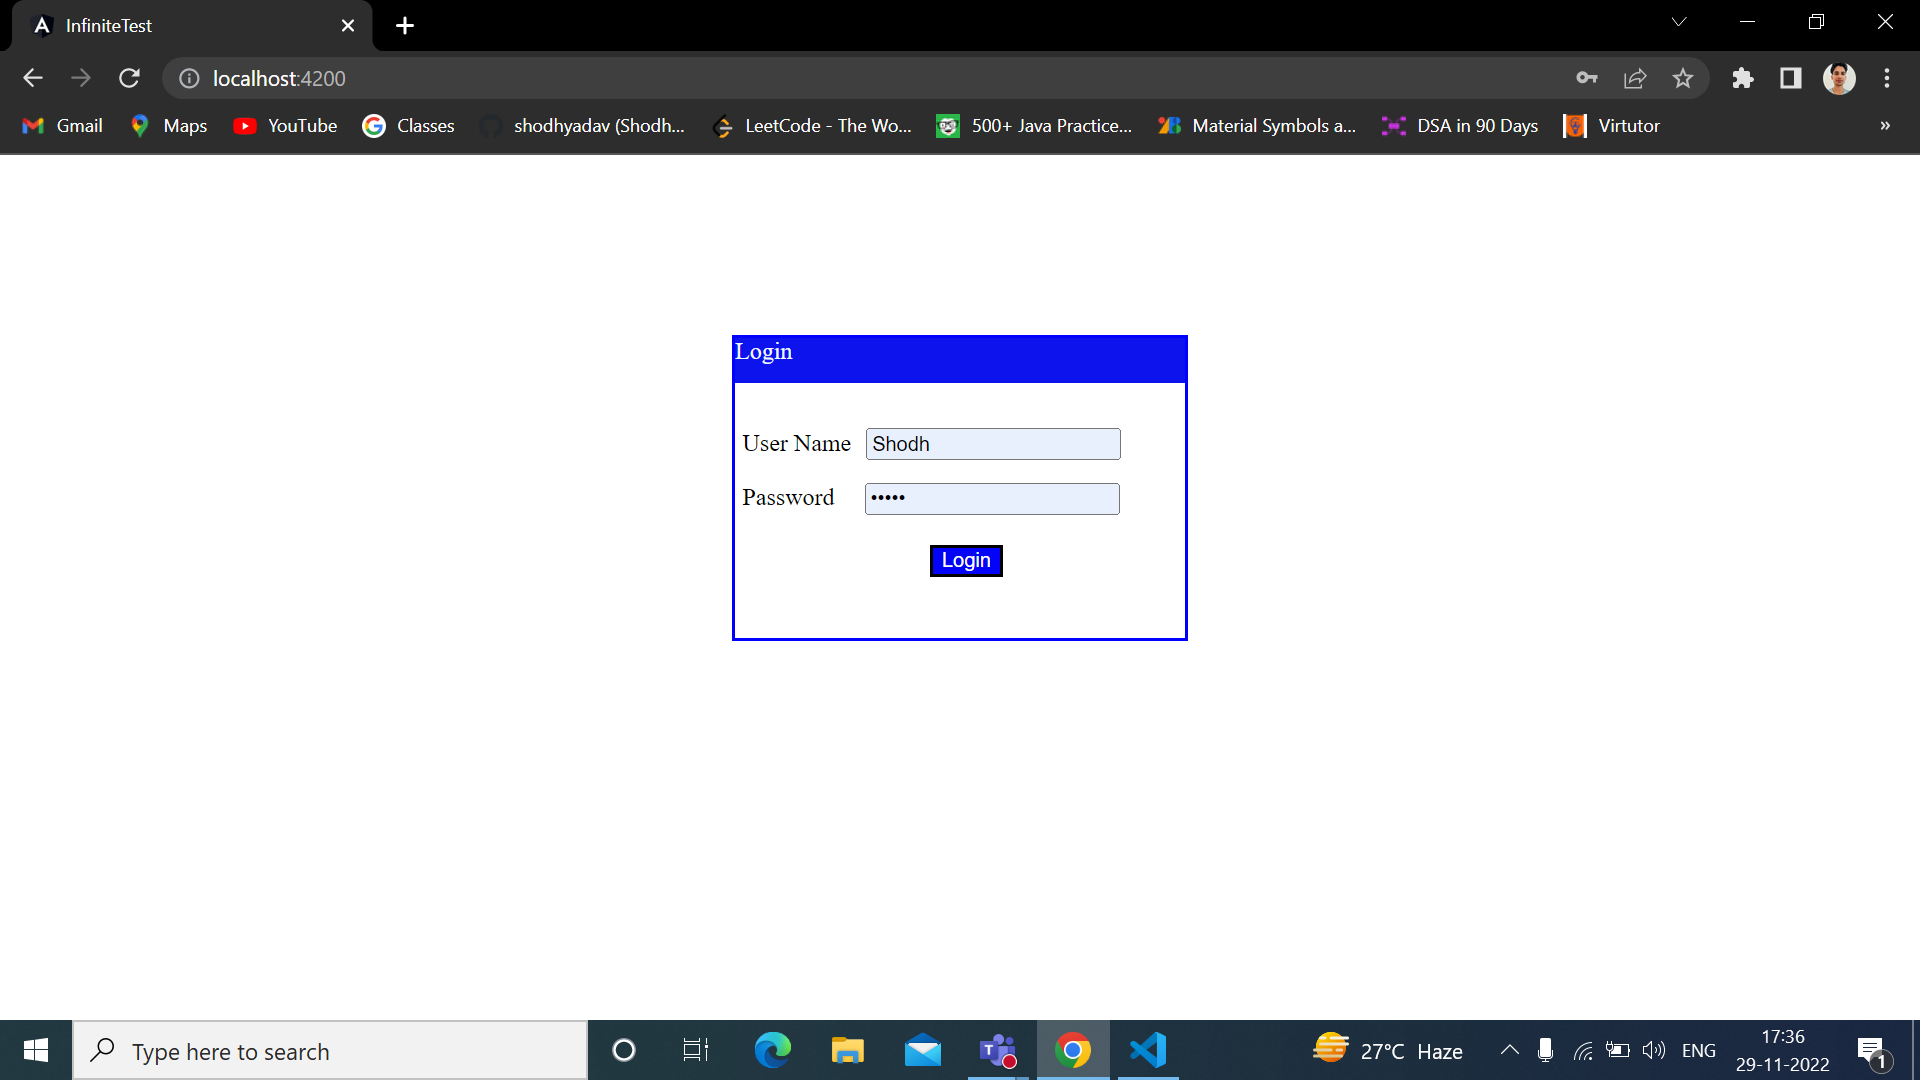 InfiniteTest
localhost:4200
Gmail Maps YouTube Classes shodhyadav (Shodh... LeetCode - The Wo... 500+ Java Practice... Material Symbols a... DSA in 90 Days Virtutor »
Login
User Name Shodh
Password •••••
Login
Type here to search
27°C Haze
ENG
17:36
29-11-2022
1